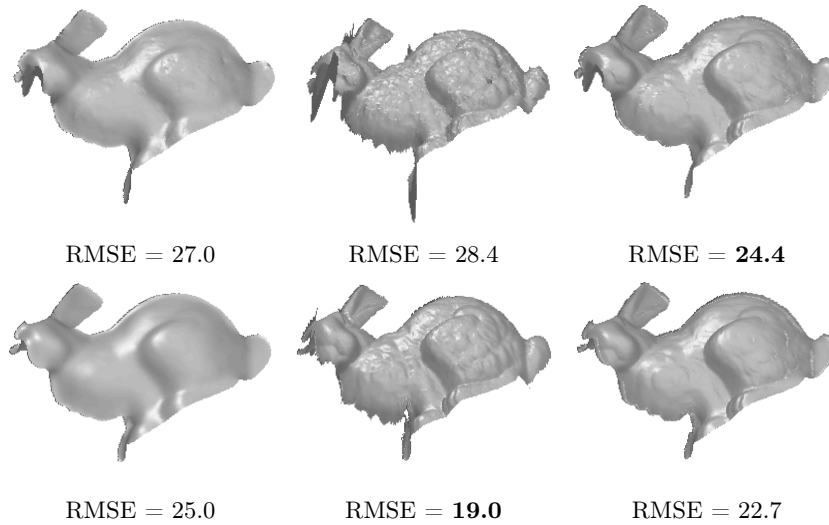 RMSE = 27.0 RMSE = 28.4 RMSE = 24.4
RMSE = 25.0 RMSE = 19.0 RMSE = 22.7